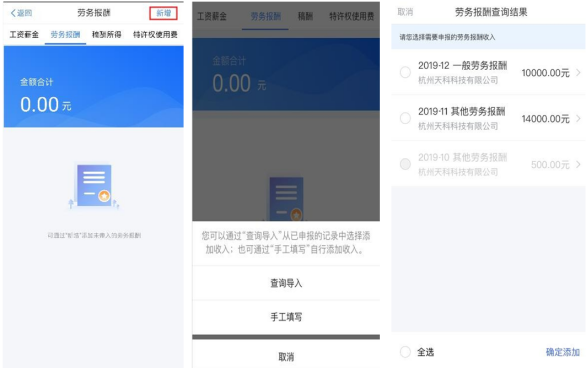 返回 劳务报酬 新增
工资薪金 劳务报酬 稿酬所得 特许权使用费
金额合计
0.00 元
可通过"新增"添加未带入的劳务报酬
工资薪金 劳务报酬 稿酬 特许权使用费
金额合计
0.00 元
您可以通过"查询导入"从已申报的记录中选择添
加收入；也可通过"手工填写"自行添加收入。
查询导入
手工填写
取消
取消 劳务报酬查询结果
请您选择需要申报的劳务报酬收入
2019-12 一般劳务报酬 10000.00元
杭州天科科技有限公司
2019-11 其他劳务报酬 14000.00元
杭州天科科技有限公司
2019-10 其他劳务报酬 500.00元
杭州天科科技有限公司
全选 确定添加